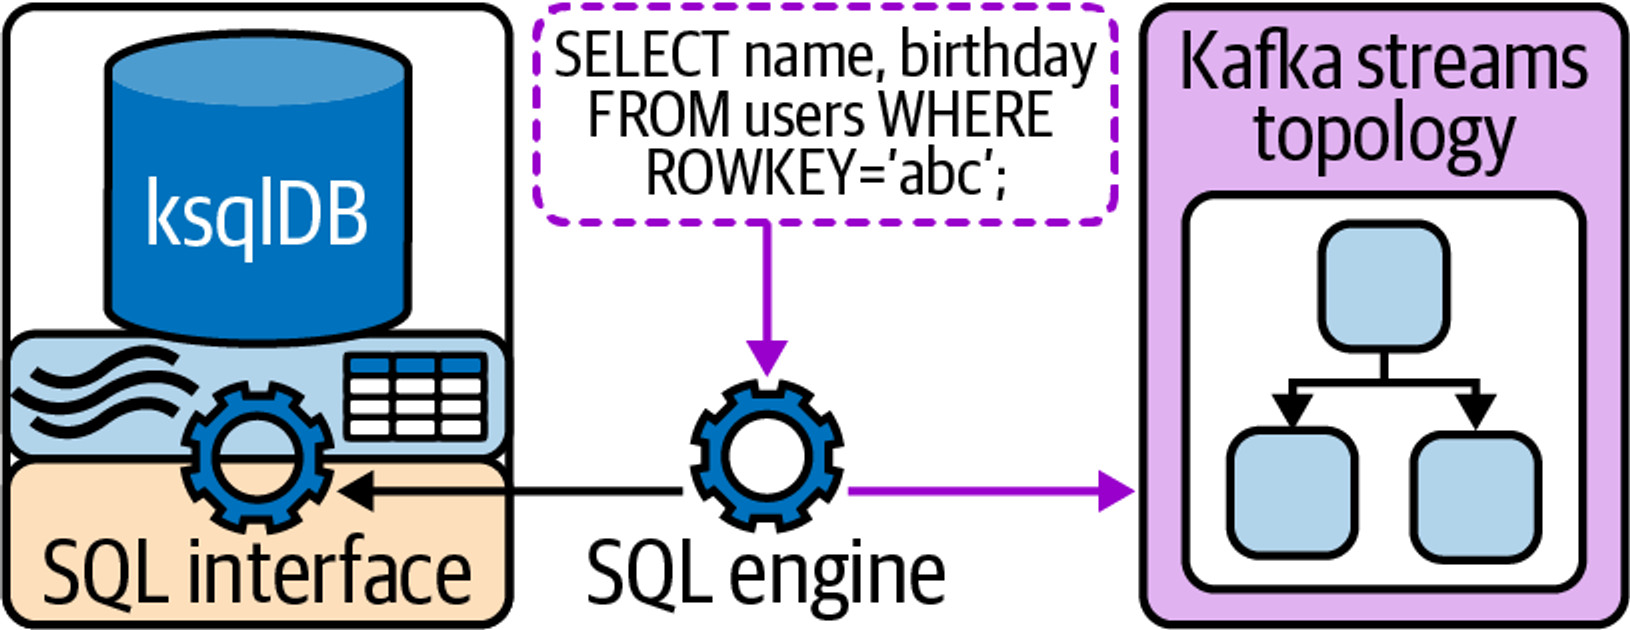 ksqlDB
SQL interface
SELECT name, birthday
FROM users WHERE
ROWKEY=’abc’;
SQL engine
Kafka streams
topology